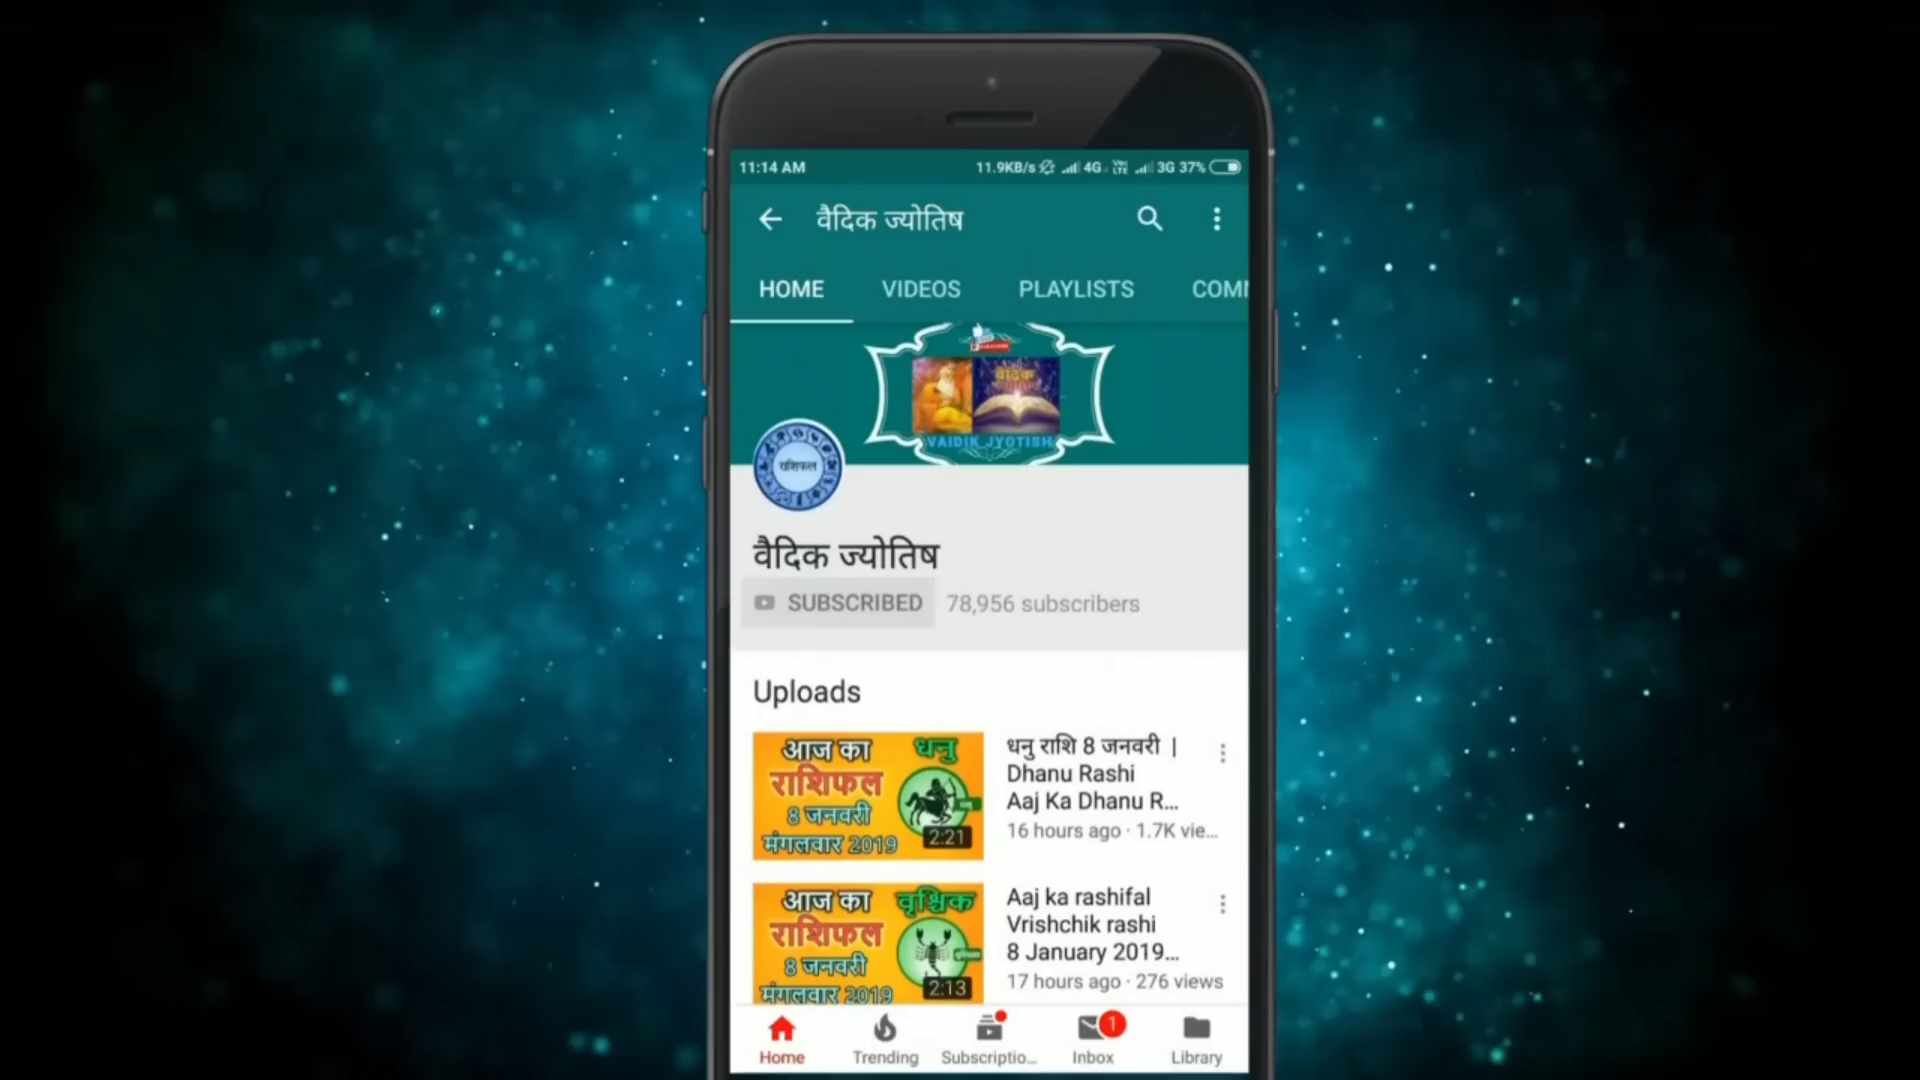 11:14 AM 11.9KB/s 4G VoLTE 3G 37%
वैदिक ज्योतिष
HOME VIDEOS PLAYLISTS COMM
वैदिक
VAIDIK JYOTISH
राशिफल
वैदिक ज्योतिष
SUBSCRIBED 78,956 subscribers
Uploads
आज का धनु
राशिफल
8 जनवरी
मंगलवार 2019
2:21
धनु राशि 8 जनवरी |
Dhanu Rashi
Aaj Ka Dhanu R...
16 hours ago · 1.7K vie...
आज का वृश्चिक
राशिफल
8 जनवरी
मंगलवार 2019
2:13
Aaj ka rashifal
Vrishchik rashi
8 January 2019...
17 hours ago · 276 views
1
Home Trending Subscriptio... Inbox Library